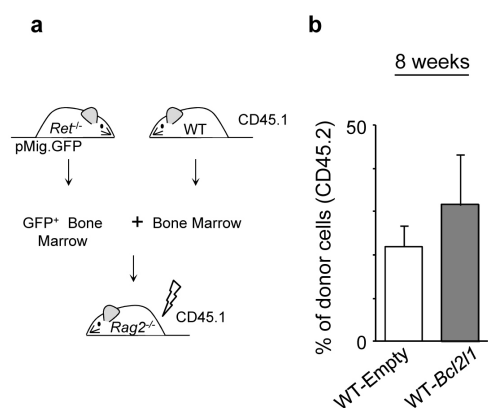 a
Ret-/-
WT
CD45.1
pMig.GFP
GFP+ Bone
Marrow
+ Bone Marrow
CD45.1
Rag2-/-
b
8 weeks
% of donor cells (CD45.2)
50
0
WT-Empty
WT-Bcl2l1